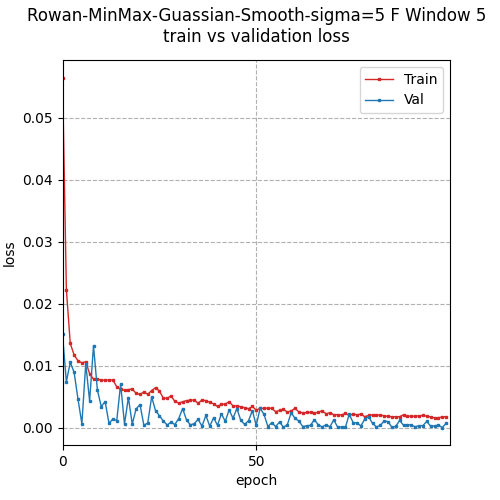 Rowan-MinMax-Guassian-Smooth-sigma=5 F Window 5
train vs validation loss
Train
Val
0.05
0.04
0.03
0.02
0.01
0.00
loss
0
50
epoch